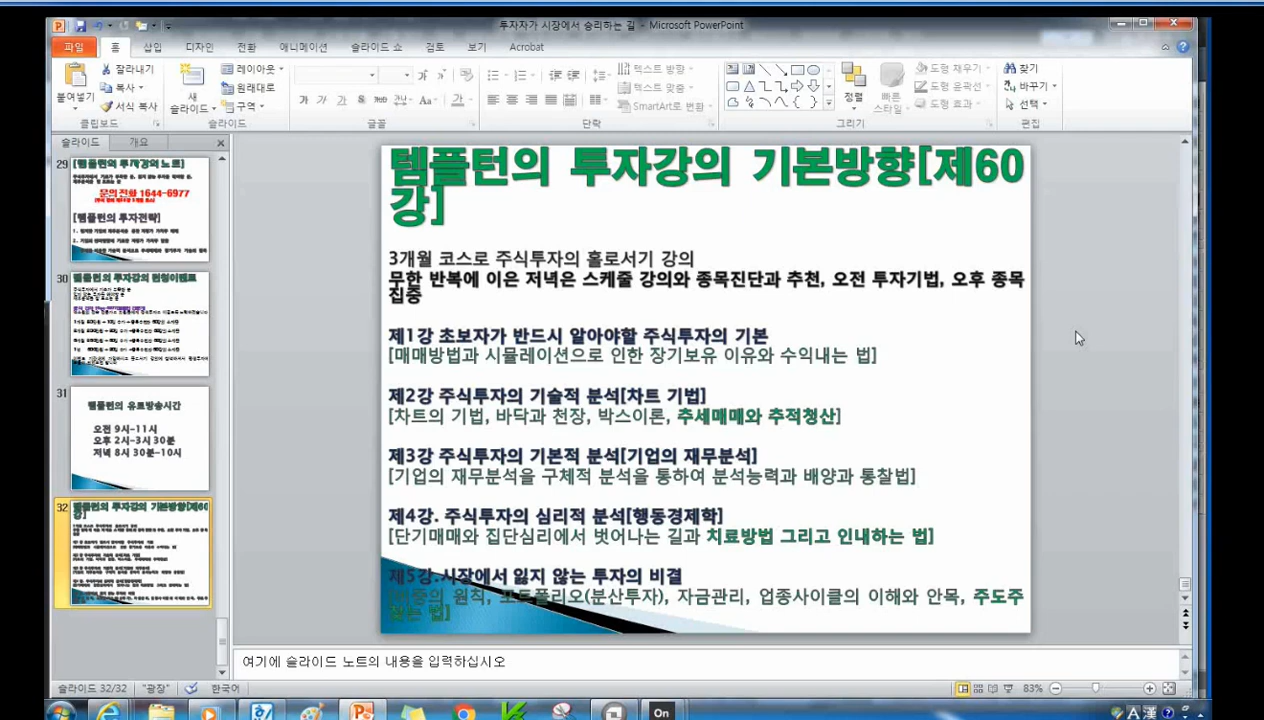 투자자가 시장에서 승리하는 길 - Microsoft PowerPoint
파일 홈 삽입 디자인 전환 애니메이션 슬라이드 쇼 검토 보기 Acrobat
잘라내기
복사
서식 복사
붙여넣기
클립보드
새 슬라이드
레이아웃
원래대로
구역
슬라이드
가 가 가
글꼴
텍스트 방향
텍스트 맞춤
SmartArt로 변환
단락
정렬
빠른 스타일
도형 채우기
도형 윤곽선
도형 효과
그리기
찾기
바꾸기
선택
편집
슬라이드 개요
29
[템플턴의 투자강의 노트]
문의전화 1644-6977
[템플턴의 투자전략]
30
템플턴의 투자강의
31
템플턴의 유료방송시간
오전 9시-11시
오후 2시-3시 30분
저녁 8시 30분-10시
32
템플턴의 투자강의 기본방향[제60
강]
템플턴의 투자강의 기본방향[제60
강]
3개월 코스로 주식투자의 홀로서기 강의
무한 반복에 이은 저녁은 스케줄 강의와 종목진단과 추천, 오전 투자기법, 오후 종목
집중
제1강 초보자가 반드시 알아야할 주식투자의 기본
[매매방법과 시뮬레이션으로 인한 장기보유 이유와 수익내는 법]
제2강 주식투자의 기술적 분석[차트 기법]
[차트의 기법, 바닥과 천장, 박스이론, 추세매매와 추적청산]
제3강 주식투자의 기본적 분석[기업의 재무분석]
[기업의 재무분석을 구체적 분석을 통하여 분석능력과 배양과 통찰법]
제4강. 주식투자의 심리적 분석[행동경제학]
[단기매매와 집단심리에서 벗어나는 길과 치료방법 그리고 인내하는 법]
제5강.시장에서 잃지 않는 투자의 비결
원칙, 포트폴리오(분산투자), 자금관리, 업종사이클의 이해와 안목, 주도주
법]
여기에 슬라이드 노트의 내용을 입력하십시오
슬라이드 32/32 "광장" 한국어 83%
On
A 漢